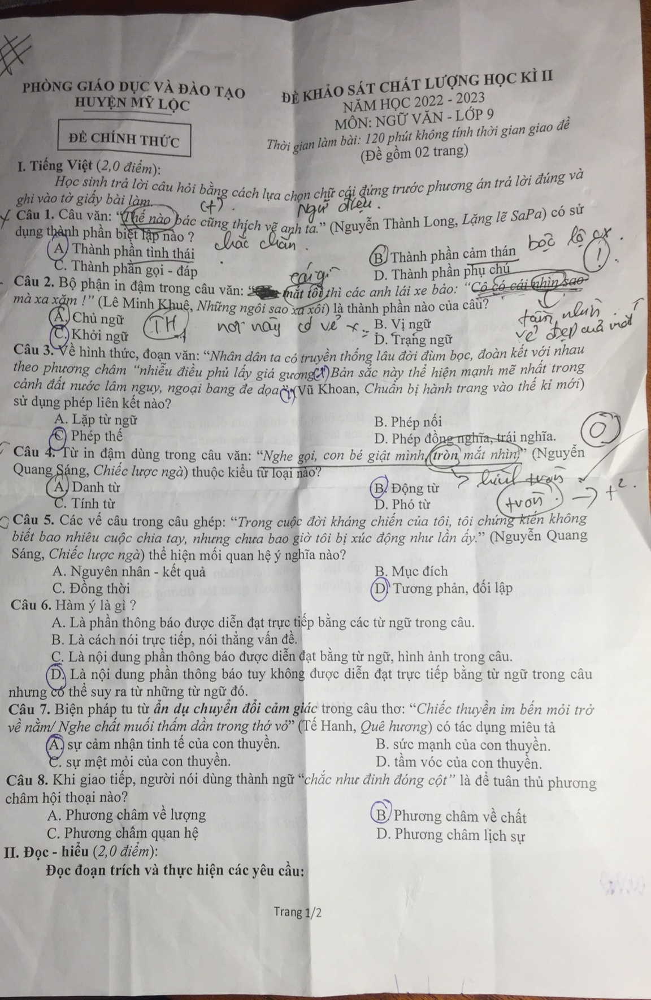 PHÒNG GIÁO DỤC VÀ ĐÀO TẠO
HUYỆN MỸ LỘC
ĐỀ CHÍNH THỨC
ĐỀ KHẢO SÁT CHẤT LƯỢNG HỌC KÌ II
NĂM HỌC 2022 - 2023
MÔN: NGỮ VĂN - LỚP 9
Thời gian làm bài: 120 phút không tính thời gian giao đề
(Đề gồm 02 trang)
I. Tiếng Việt (2,0 điểm):
Học sinh trả lời câu hỏi bằng cách lựa chọn chữ cái đứng trước phương án trả lời đúng và
ghi vào tờ giấy bài làm.
(+).
Ngữ điệu.
Câu 1. Câu văn: “Thế nào bác cũng thích vẽ anh ta.” (Nguyễn Thành Long, Lặng lẽ SaPa) có sử
dụng thành phần biệt lập nào ?
chắc chắn.
bộc lộ cx.
A. Thành phần tình thái
B. Thành phần cảm thán
!
C. Thành phần gọi - đáp
D. Thành phần phụ chú
cái gì
Câu 2. Bộ phận in đậm trong câu văn: “ mắt tôi thì các anh lái xe bảo: “Cô có cái nhìn sao
mà xa xăm !” (Lê Minh Khuê, Những ngôi sao xa xôi) là thành phần nào của câu?
A. Chủ ngữ
TH
nơi này có vẻ x
B. Vị ngữ
tầm nhìn
C. Khởi ngữ
D. Trạng ngữ
vẻ đẹp của mắt
Câu 3. Về hình thức, đoạn văn: “Nhân dân ta có truyền thống lâu đời đùm bọc, đoàn kết với nhau
theo phương châm “nhiễu điều phủ lấy giá gương(1) Bản sắc này thể hiện mạnh mẽ nhất trong
cảnh đất nước lâm nguy, ngoại bang đe dọa” (Vũ Khoan, Chuẩn bị hành trang vào thế kỉ mới)
sử dụng phép liên kết nào?
A. Lặp từ ngữ
B. Phép nối
C. Phép thế
D. Phép đồng nghĩa, trái nghĩa.
Câu 4. Từ in đậm dùng trong câu văn: “Nghe gọi, con bé giật mình, tròn mắt nhìn.” (Nguyễn
Quang Sáng, Chiếc lược ngà) thuộc kiểu từ loại nào?
A. Danh từ
B. Động từ
hình tròn
C. Tính từ
D. Phó từ
tròn
→ t².
Câu 5. Các vế câu trong câu ghép: “Trong cuộc đời kháng chiến của tôi, tôi chứng kiến không
biết bao nhiêu cuộc chia tay, nhưng chưa bao giờ tôi bị xúc động như lần ấy.” (Nguyễn Quang
Sáng, Chiếc lược ngà) thể hiện mối quan hệ ý nghĩa nào?
A. Nguyên nhân - kết quả
B. Mục đích
C. Đồng thời
D. Tương phản, đối lập
Câu 6. Hàm ý là gì ?
A. Là phần thông báo được diễn đạt trực tiếp bằng các từ ngữ trong câu.
B. Là cách nói trực tiếp, nói thẳng vấn đề.
C. Là nội dung phần thông báo được diễn đạt bằng từ ngữ, hình ảnh trong câu.
D. Là nội dung phần thông báo tuy không được diễn đạt trực tiếp bằng từ ngữ trong câu
nhưng có thể suy ra từ những từ ngữ đó.
Câu 7. Biện pháp tu từ ẩn dụ chuyển đổi cảm giác trong câu thơ: “Chiếc thuyền im bến mỏi trở
về nằm/ Nghe chất muối thấm dần trong thớ vỏ” (Tế Hanh, Quê hương) có tác dụng miêu tả
A. sự cảm nhận tinh tế của con thuyền.
B. sức mạnh của con thuyền.
C. sự mệt mỏi của con thuyền.
D. tầm vóc của con thuyền.
Câu 8. Khi giao tiếp, người nói dùng thành ngữ “chắc như đinh đóng cột” là để tuân thủ phương
châm hội thoại nào?
A. Phương châm về lượng
B. Phương châm về chất
C. Phương châm quan hệ
D. Phương châm lịch sự
II. Đọc - hiểu (2,0 điểm):
Đọc đoạn trích và thực hiện các yêu cầu:
Trang 1/2